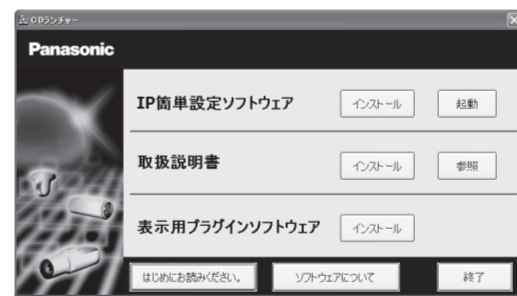 CDランチャー
Panasonic
IP簡単設定ソフトウェア
インストール
起動
取扱説明書
インストール
参照
表示用プラグインソフトウェア
インストール
はじめにお読みください。
ソフトウェアについて
終了